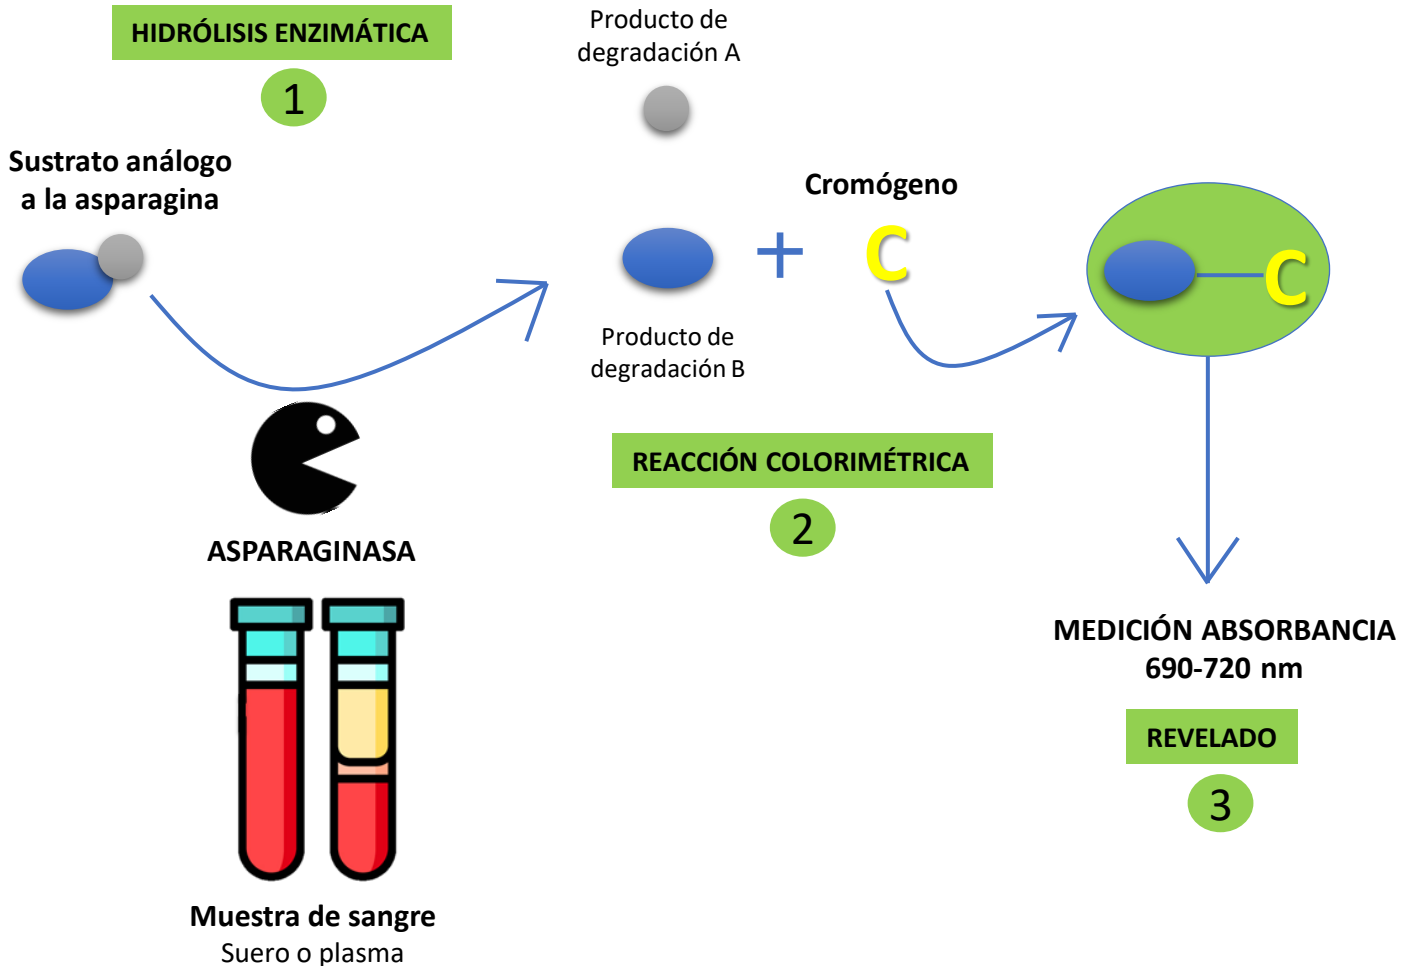 HIDRÓLISIS ENZIMÁTICA
1
Sustrato análogo
a la asparagina
ASPARAGINASA
Muestra de sangre
Suero o plasma
Producto de
degradación A
Producto de
degradación B
+
Cromógeno
C
REACCIÓN COLORIMÉTRICA
2
C
MEDICIÓN ABSORBANCIA
690-720 nm
REVELADO
3